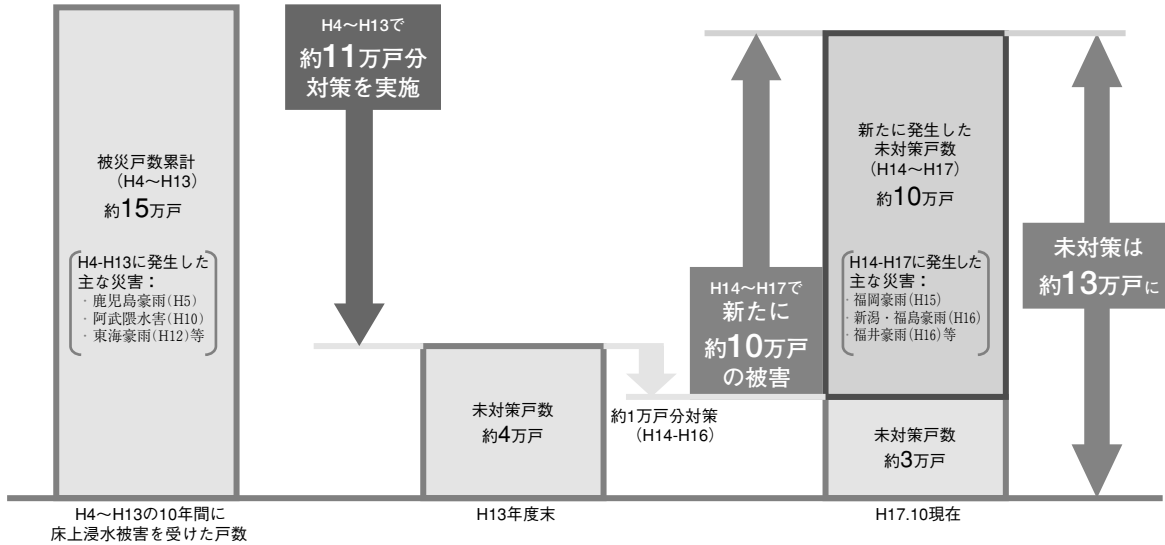 被災戸数累計
(H4〜H13)
約15万戸
H4-H13に発生した
主な災害：
・鹿児島豪雨(H5)
・阿武隈水害(H10)
・東海豪雨(H12)等
H4〜H13の10年間に
床上浸水被害を受けた戸数
H4〜H13で
約11万戸分
対策を実施
未対策戸数
約4万戸
H13年度末
約1万戸分対策
(H14-H16)
H14〜H17で
新たに
約10万戸
の被害
新たに発生した
未対策戸数
(H14〜H17)
約10万戸
H14-H17に発生した
主な災害：
・福岡豪雨(H15)
・新潟・福島豪雨(H16)
・福井豪雨(H16)等
未対策戸数
約3万戸
H17.10現在
未対策は
約13万戸に